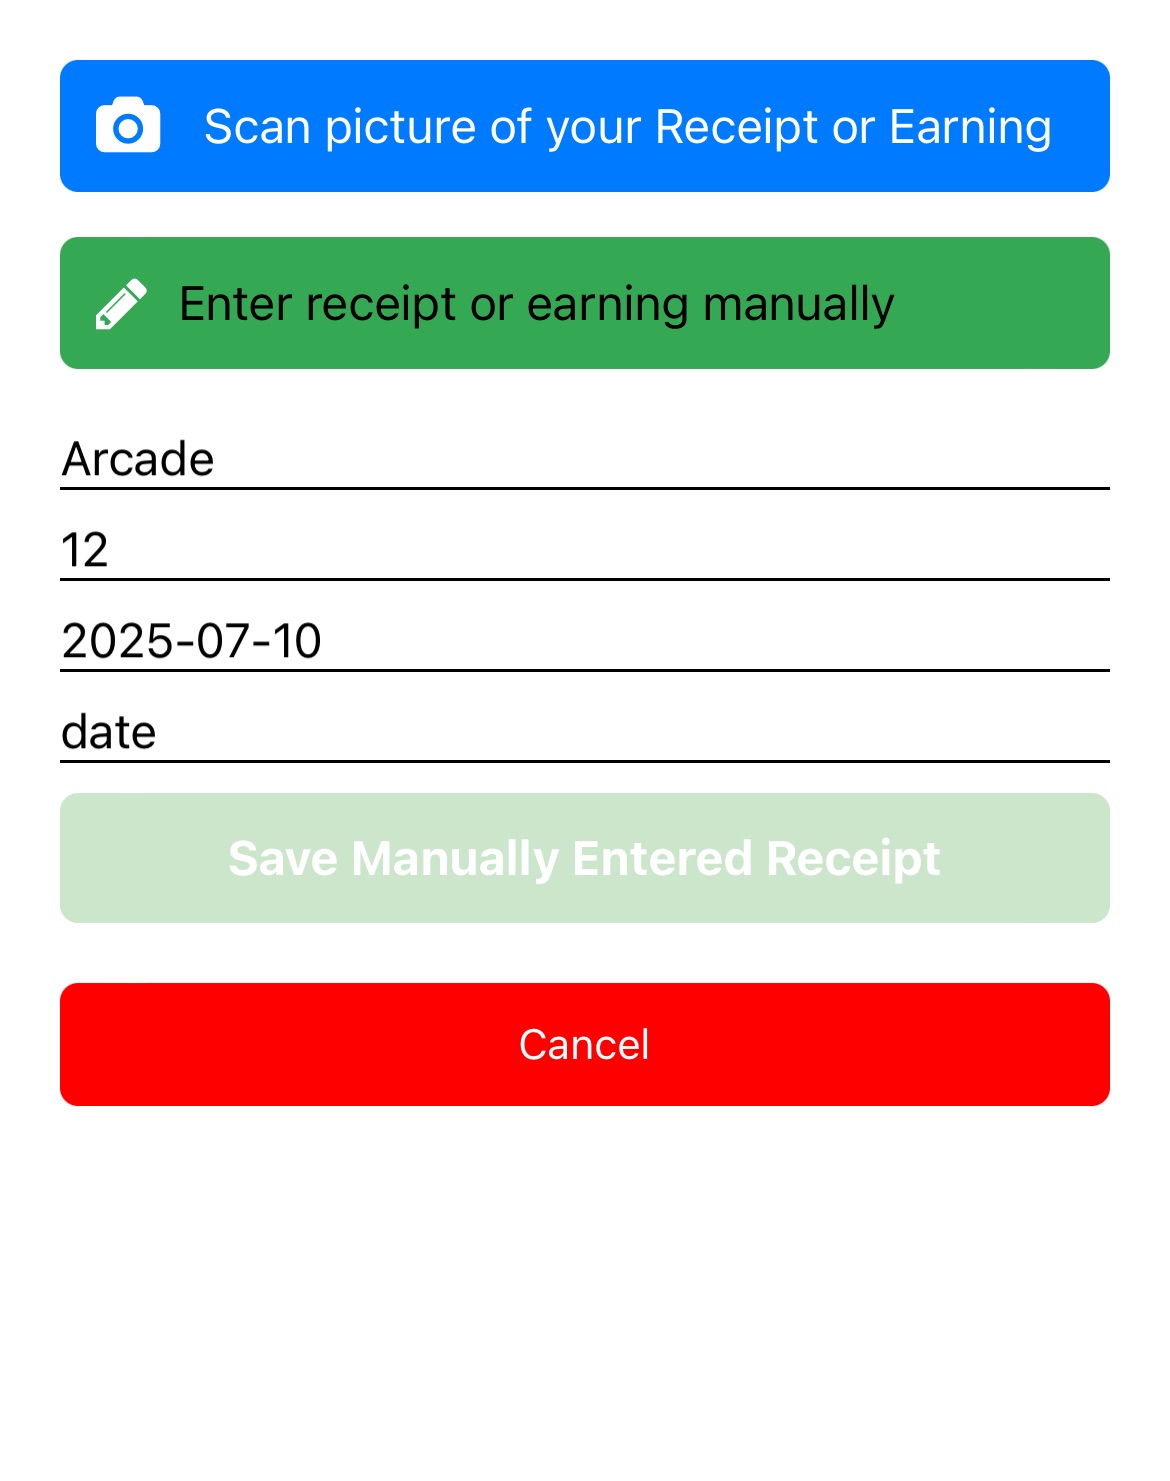 Scan picture of your Receipt or Earning
Enter receipt or earning manually
Arcade
12
2025-07-10
date
Save Manually Entered Receipt
Cancel